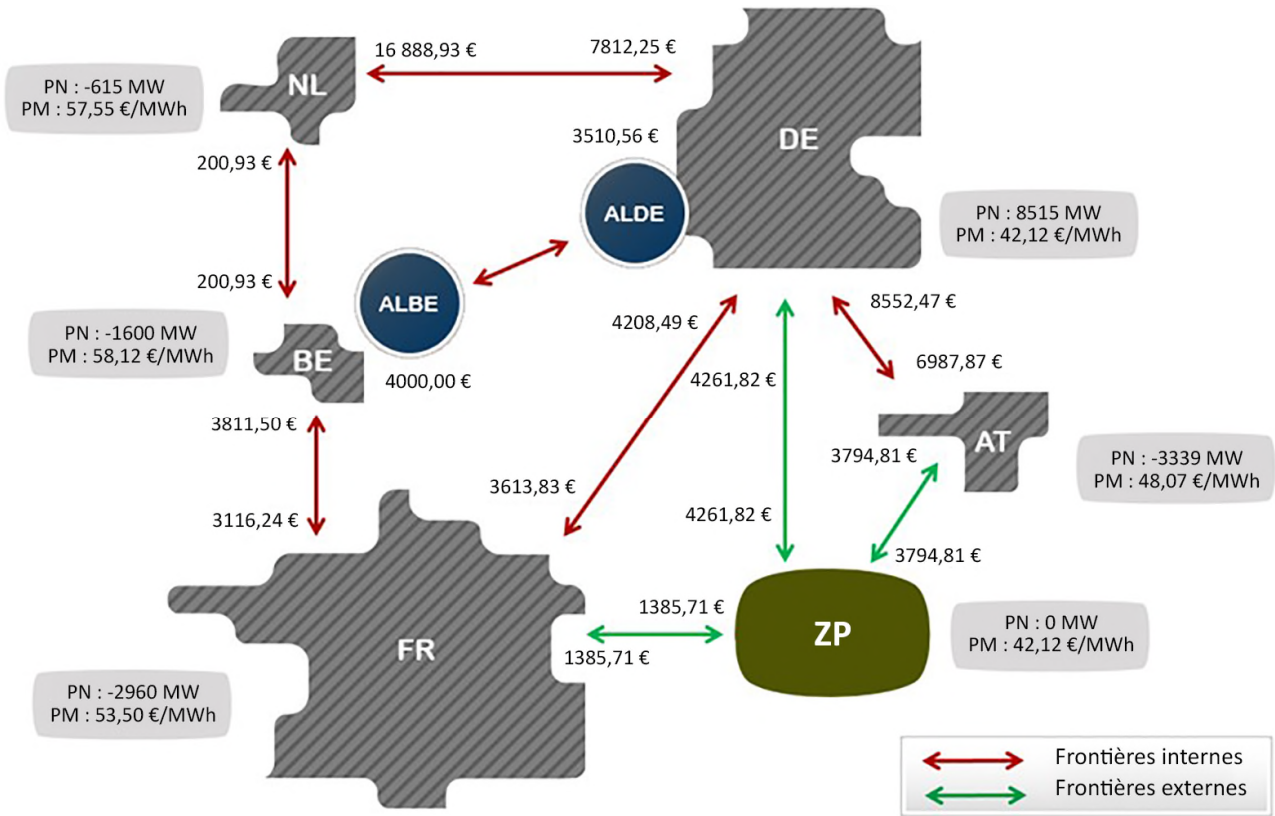 16 888,93 €
7812,25 €
PN : -615 MW
PM : 57,55 €/MWh
NL
DE
3510,56 €
200,93 €
ALDE
PN : 8515 MW
PM : 42,12 €/MWh
200,93 €
ALBE
8552,47 €
4208,49 €
PN : -1600 MW
PM : 58,12 €/MWh
BE
4000,00 €
4261,82 €
6987,87 €
3811,50 €
AT
3794,81 €
PN : -3339 MW
PM : 48,07 €/MWh
3613,83 €
3116,24 €
4261,82 €
3794,81 €
1385,71 €
ZP
PN : 0 MW
PM : 42,12 €/MWh
FR
1385,71 €
PN : -2960 MW
PM : 53,50 €/MWh
Frontières internes
Frontières externes